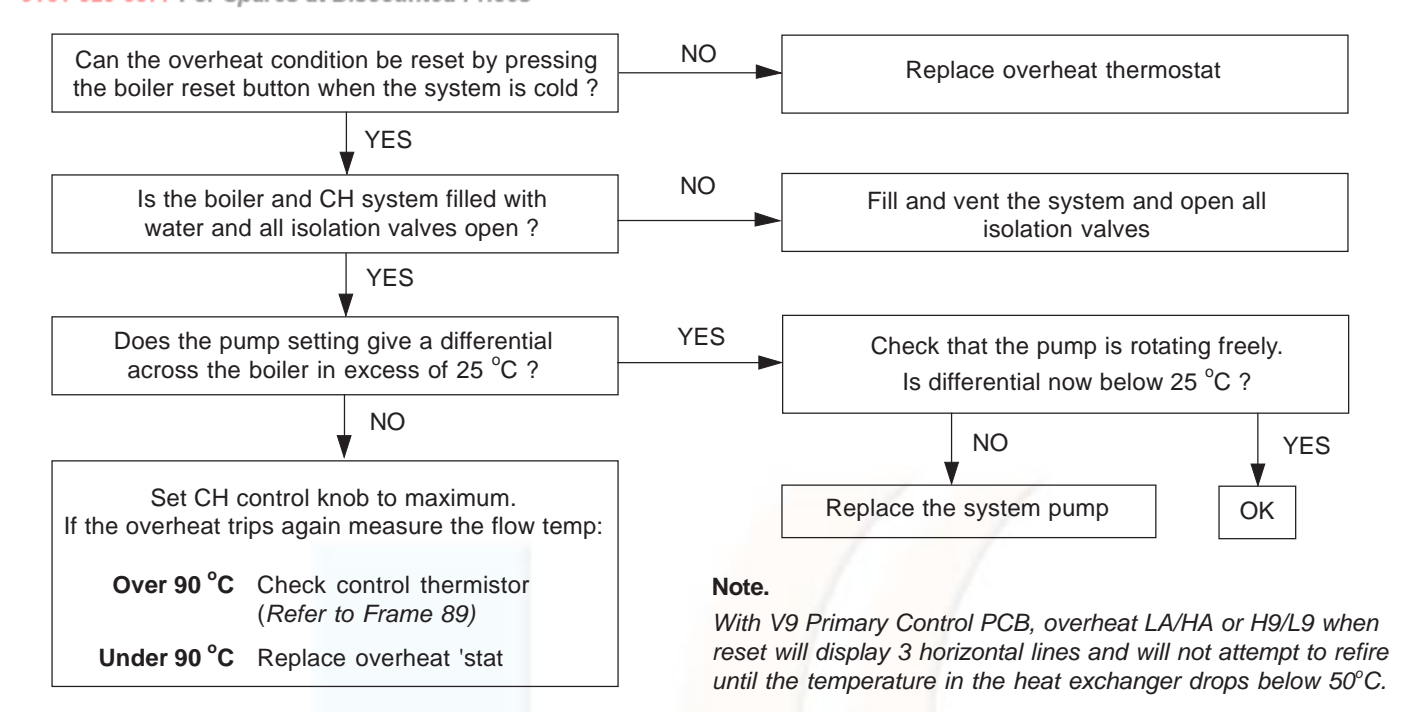 Can the overheat condition be reset by pressing
the boiler reset button when the system is cold ?
NO
Replace overheat thermostat
YES
Is the boiler and CH system filled with
water and all isolation valves open ?
NO
Fill and vent the system and open all
isolation valves
YES
Does the pump setting give a differential
across the boiler in excess of 25 °C ?
YES
Check that the pump is rotating freely.
Is differential now below 25 °C ?
NO
NO
YES
Set CH control knob to maximum.
If the overheat trips again measure the flow temp:
Over 90 °C Check control thermistor
(Refer to Frame 89)
Under 90 °C Replace overheat 'stat
Replace the system pump
OK
Note.
With V9 Primary Control PCB, overheat LA/HA or H9/L9 when
reset will display 3 horizontal lines and will not attempt to refire
until the temperature in the heat exchanger drops below 50°C.